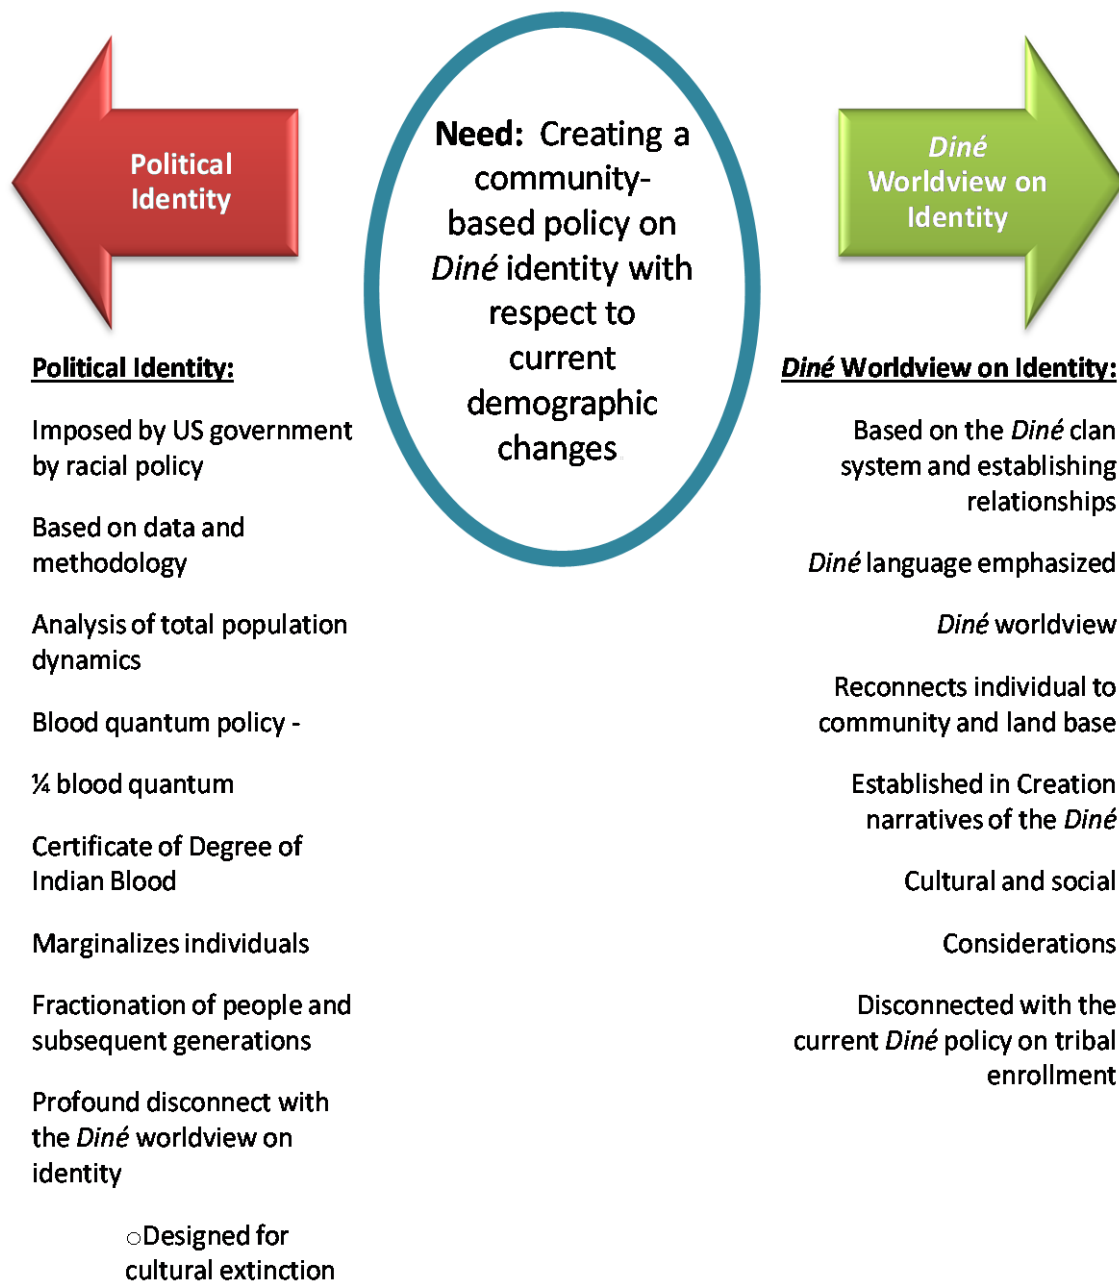 Political
Identity
Need: Creating a
community-
based policy on
Diné identity with
respect to
current
demographic
changes
Diné
Worldview on
Identity
Political Identity:
Imposed by US government
by racial policy
Based on data and
methodology
Analysis of total population
dynamics
Blood quantum policy -
¼ blood quantum
Certificate of Degree of
Indian Blood
Marginalizes individuals
Fractionation of people and
subsequent generations
Profound disconnect with
the Diné worldview on
identity
○Designed for
cultural extinction
Diné Worldview on Identity:
Based on the Diné clan
system and establishing
relationships
Diné language emphasized
Diné worldview
Reconnects individual to
community and land base
Established in Creation
narratives of the Diné
Cultural and social
Considerations
Disconnected with the
current Diné policy on tribal
enrollment